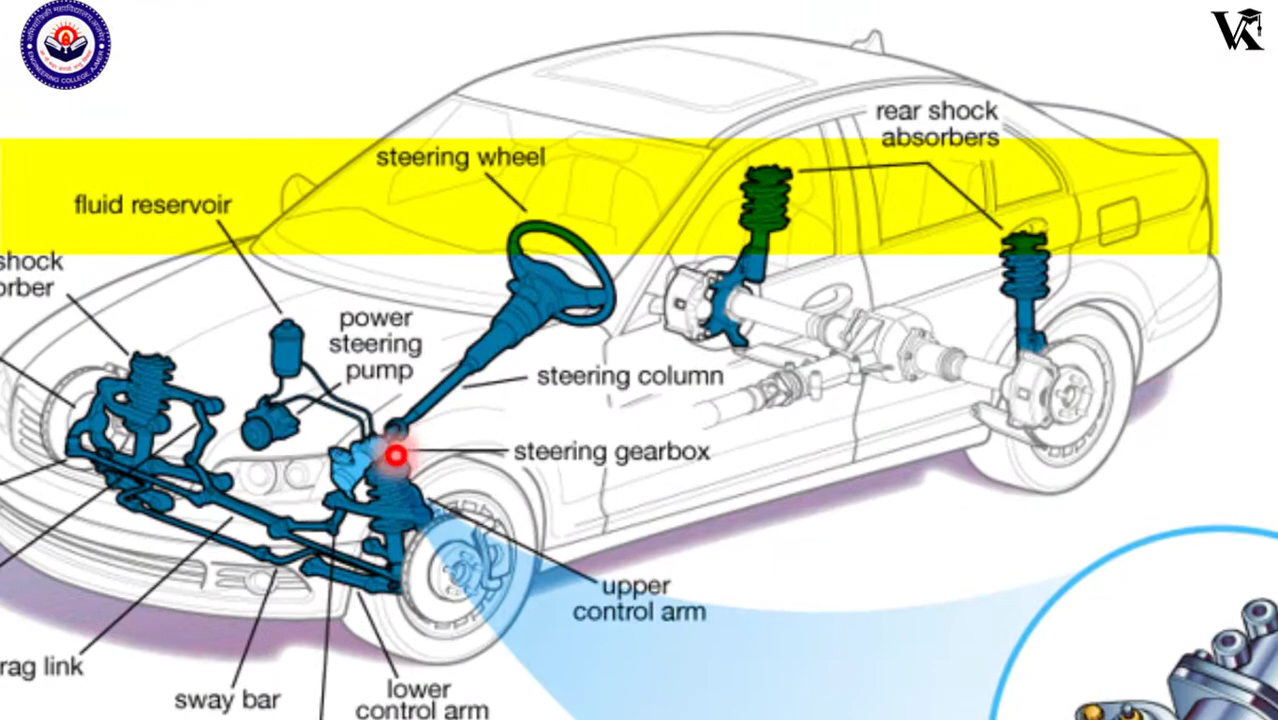 rear shock
absorbers
steering wheel
fluid reservoir
shock
orber
power
steering
pump
steering column
steering gearbox
upper
control arm
rag link
sway bar
lower
control arm